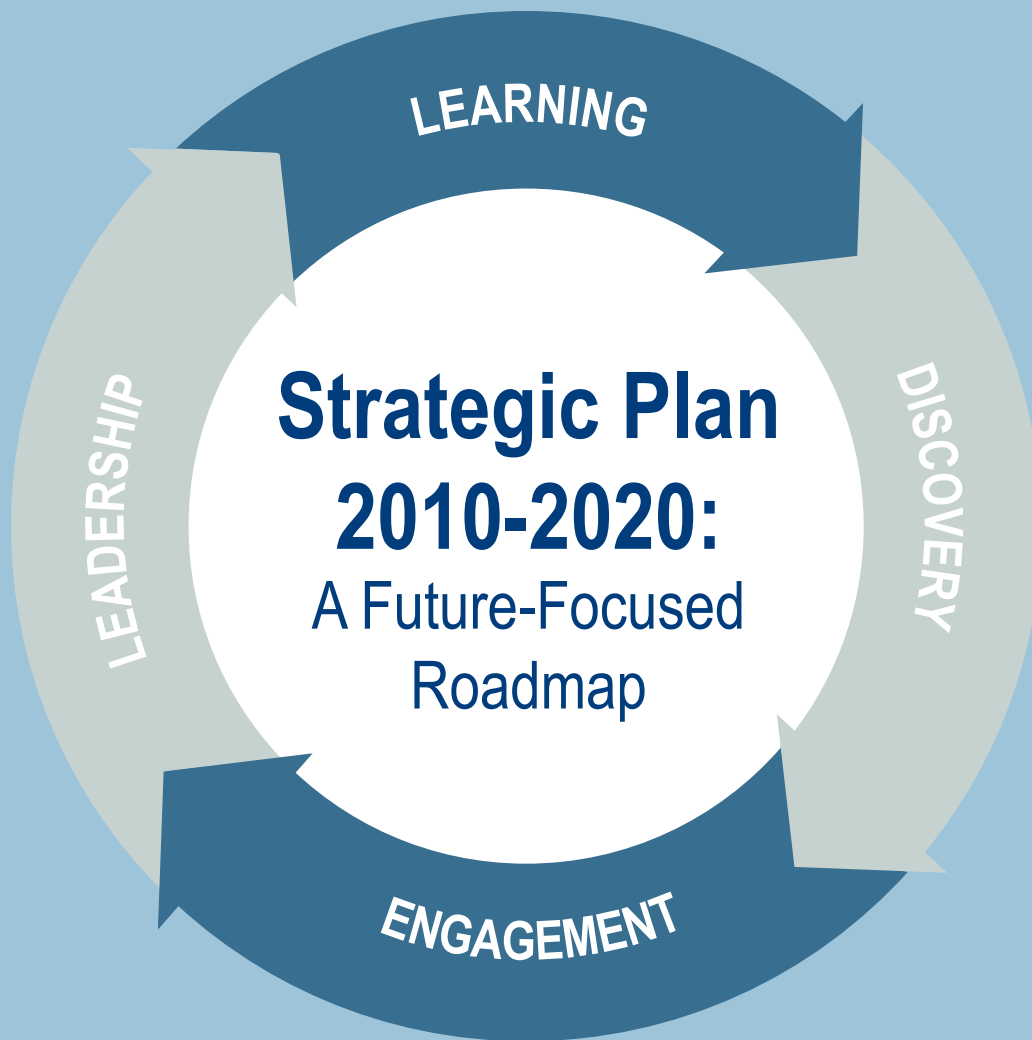 LEARNING
DISCOVERY
ENGAGEMENT
LEADERSHIP
Strategic Plan
2010-2020:
A Future-Focused
Roadmap